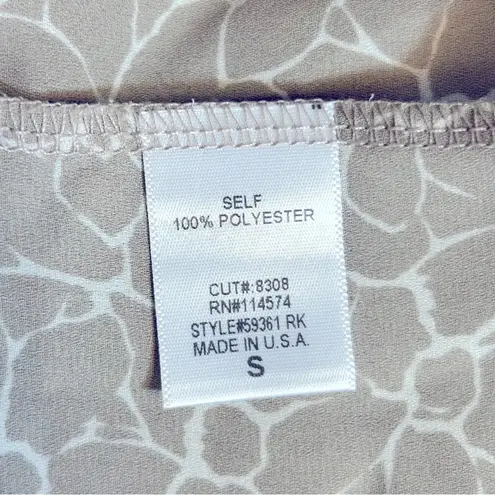 SELF
100% POLYESTER
CUT#:8308
RN#114574
STYLE#59361 RK
MADE IN U.S.A.
S